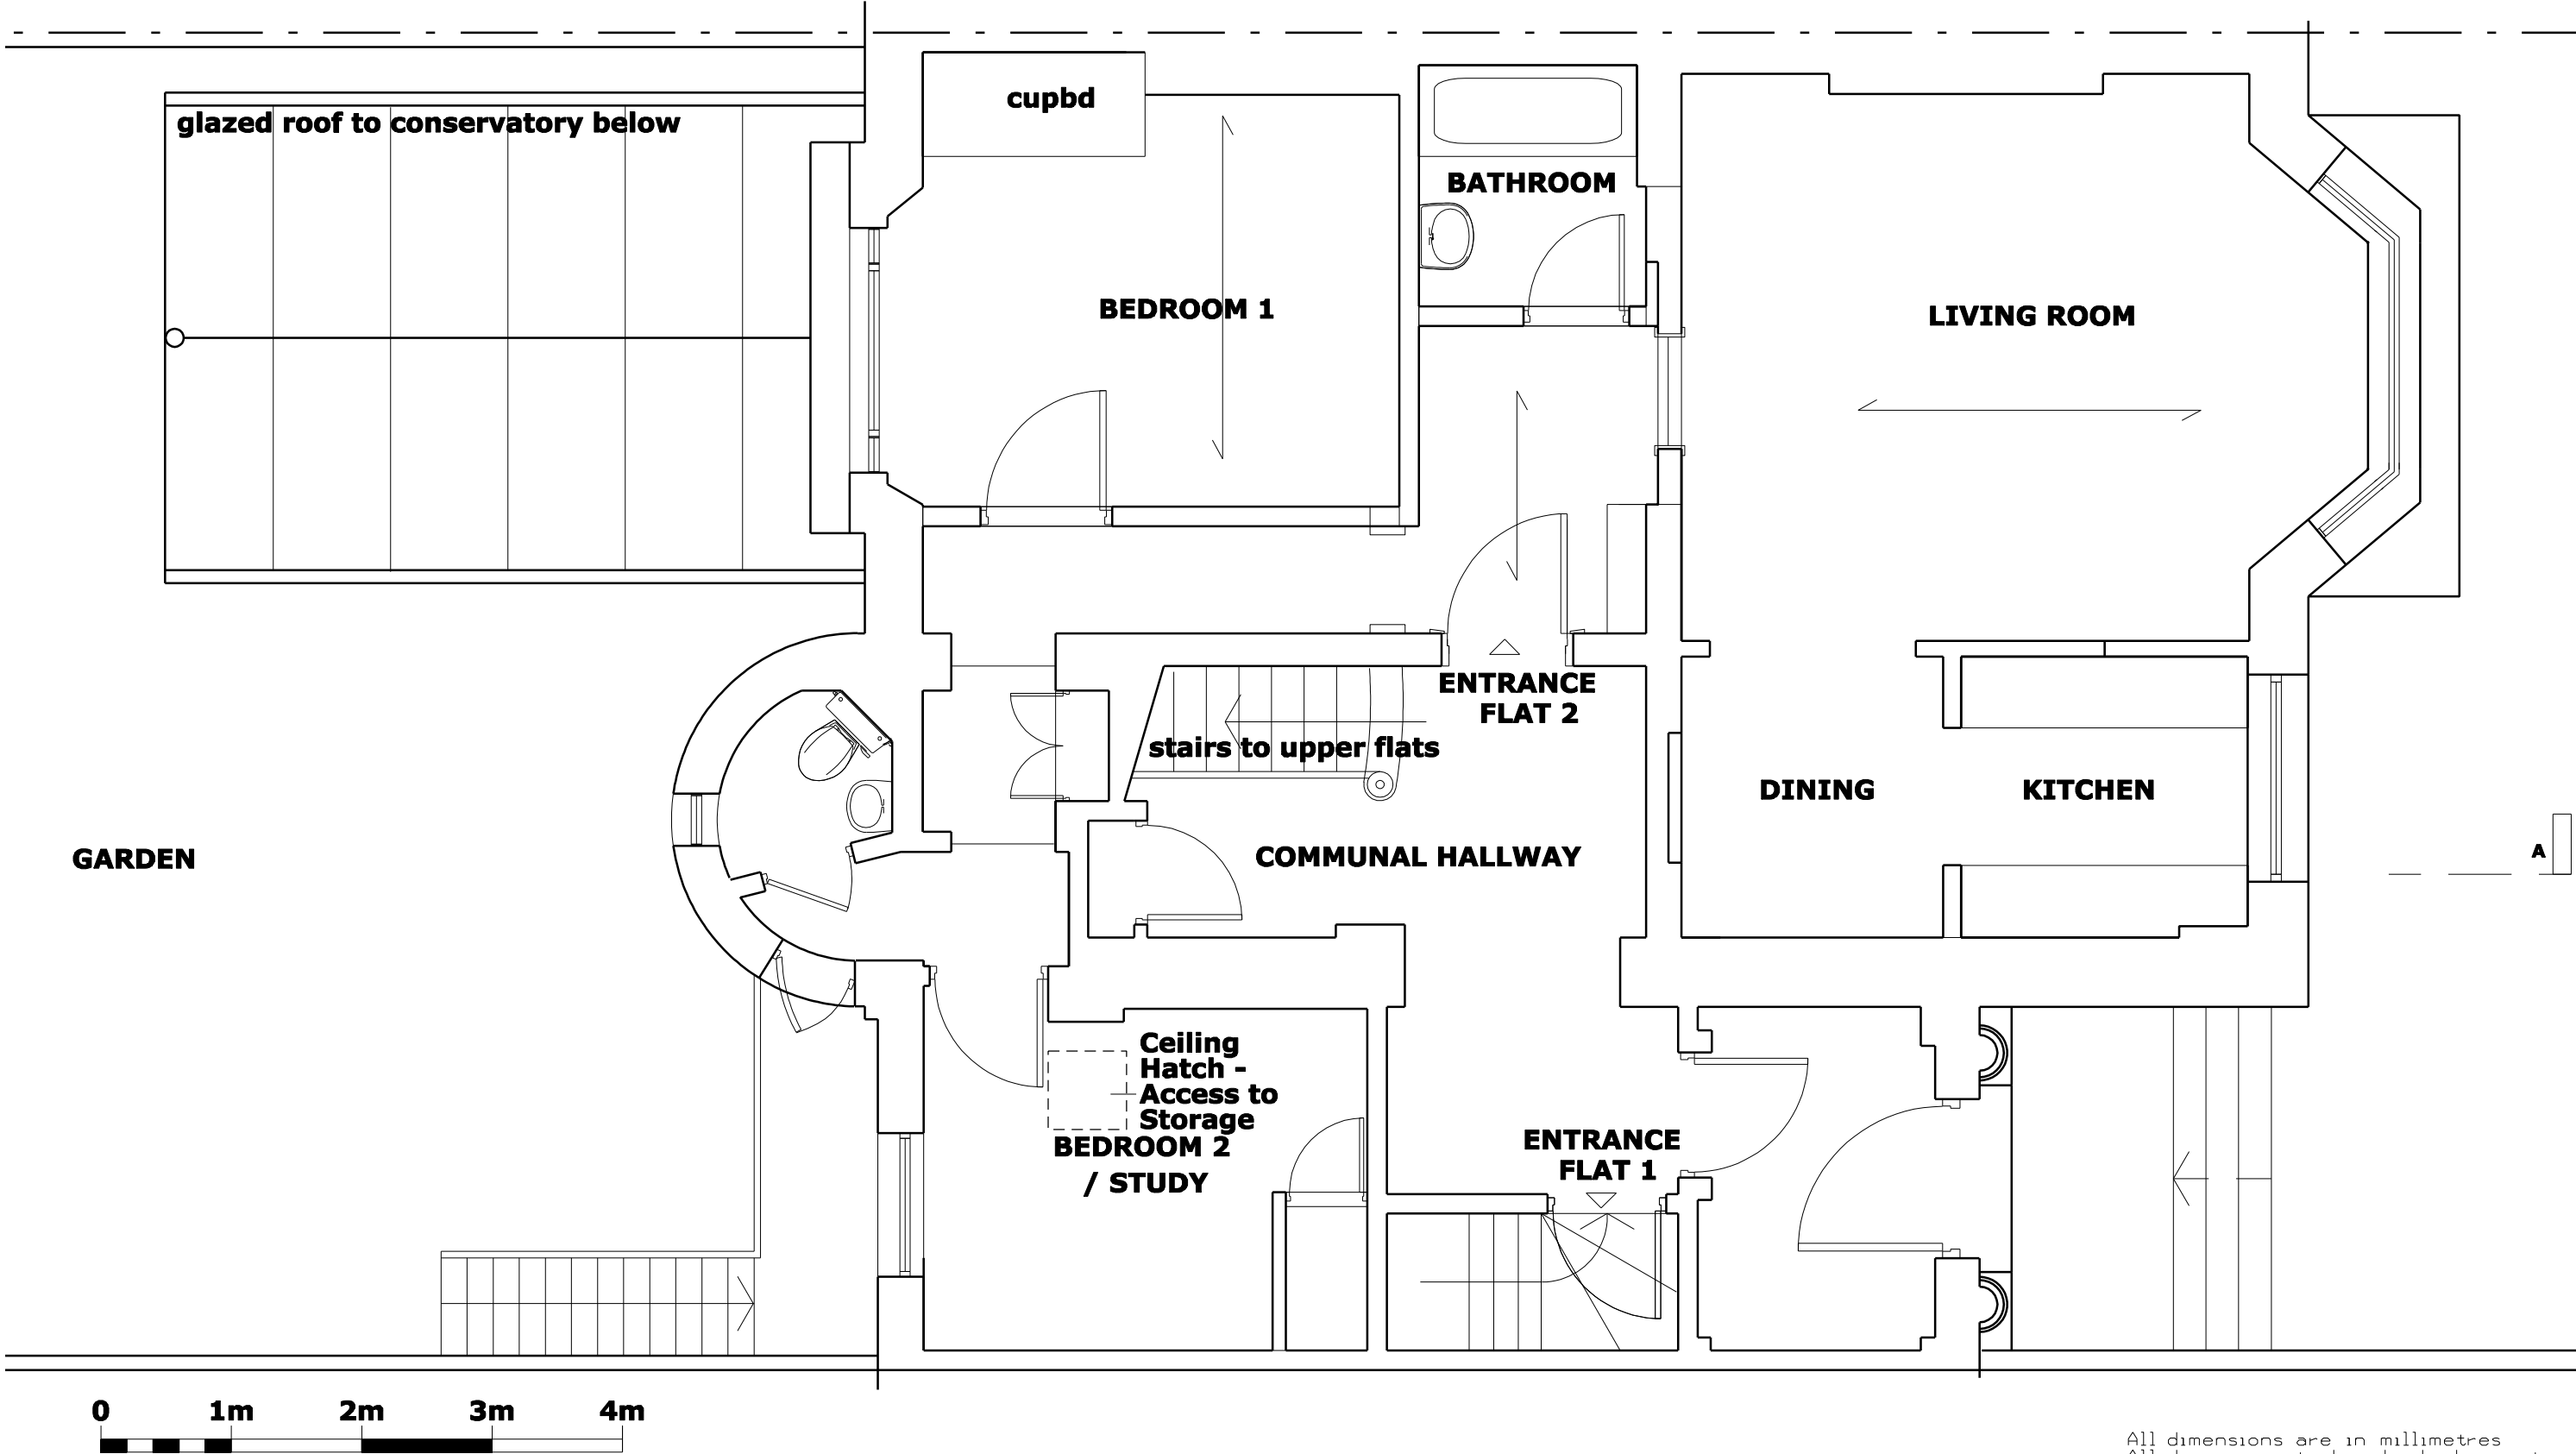 glazed roof to conservatory below
cupbd
BATHROOM
BEDROOM 1
LIVING ROOM
ENTRANCE
FLAT 2
stairs to upper flats
DINING
KITCHEN
GARDEN
COMMUNAL HALLWAY
A
Ceiling
Hatch -
Access to
Storage
BEDROOM 2
/ STUDY
ENTRANCE
FLAT 1
0 1m 2m 3m 4m
All dimensions are in millimetres